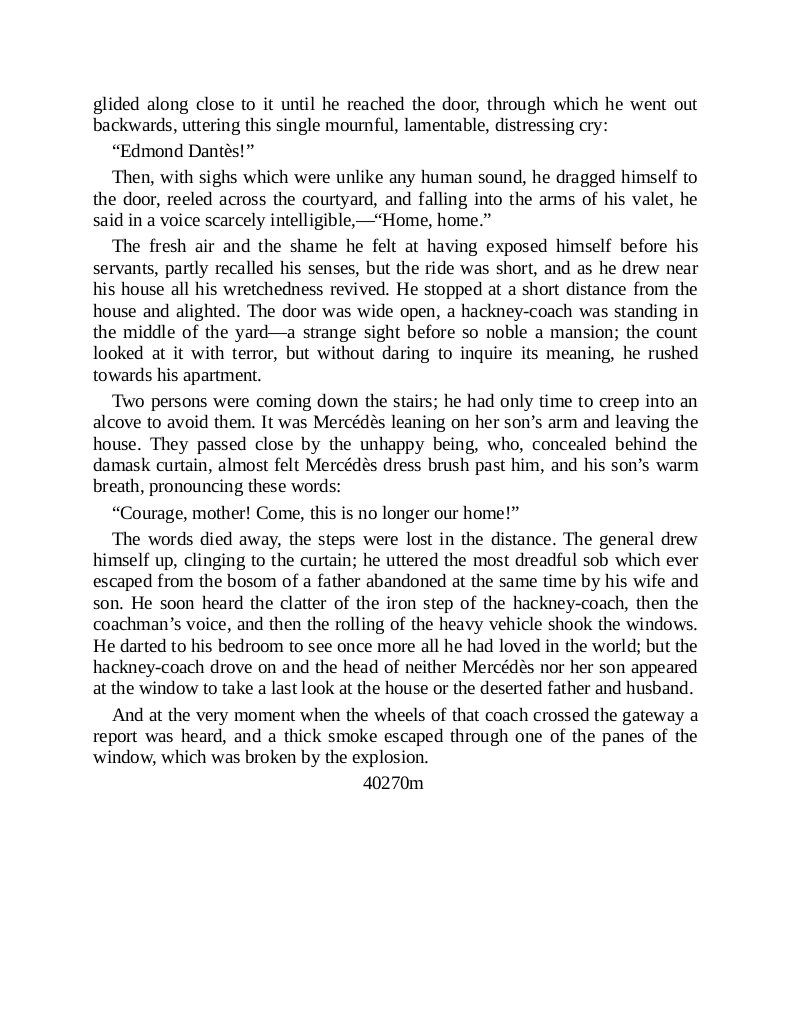 glided along close to it until he reached the door, through which he went out
backwards, uttering this single mournful, lamentable, distressing cry:
“Edmond Dantès!”
Then, with sighs which were unlike any human sound, he dragged himself to
the door, reeled across the courtyard, and falling into the arms of his valet, he
said in a voice scarcely intelligible,—“Home, home.”
The fresh air and the shame he felt at having exposed himself before his
servants, partly recalled his senses, but the ride was short, and as he drew near
his house all his wretchedness revived. He stopped at a short distance from the
house and alighted. The door was wide open, a hackney-coach was standing in
the middle of the yard—a strange sight before so noble a mansion; the count
looked at it with terror, but without daring to inquire its meaning, he rushed
towards his apartment.
Two persons were coming down the stairs; he had only time to creep into an
alcove to avoid them. It was Mercédès leaning on her son’s arm and leaving the
house. They passed close by the unhappy being, who, concealed behind the
damask curtain, almost felt Mercédès dress brush past him, and his son’s warm
breath, pronouncing these words:
“Courage, mother! Come, this is no longer our home!”
The words died away, the steps were lost in the distance. The general drew
himself up, clinging to the curtain; he uttered the most dreadful sob which ever
escaped from the bosom of a father abandoned at the same time by his wife and
son. He soon heard the clatter of the iron step of the hackney-coach, then the
coachman’s voice, and then the rolling of the heavy vehicle shook the windows.
He darted to his bedroom to see once more all he had loved in the world; but the
hackney-coach drove on and the head of neither Mercédès nor her son appeared
at the window to take a last look at the house or the deserted father and husband.
And at the very moment when the wheels of that coach crossed the gateway a
report was heard, and a thick smoke escaped through one of the panes of the
window, which was broken by the explosion.
40270m